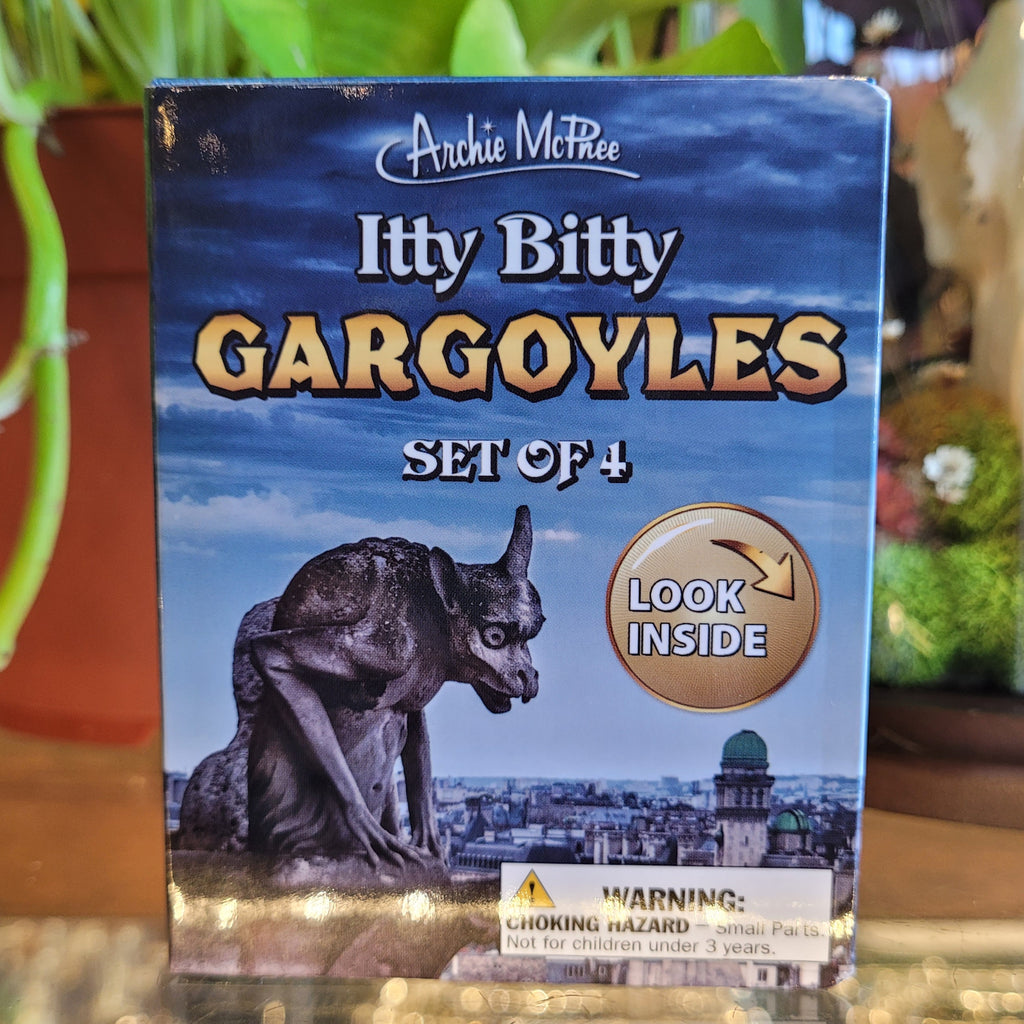 Archie McPhee
Itty Bitty
GARGOYLES
SET OF 4
LOOK
INSIDE
WARNING:
CHOKING HAZARD – Small Parts.
Not for children under 3 years.